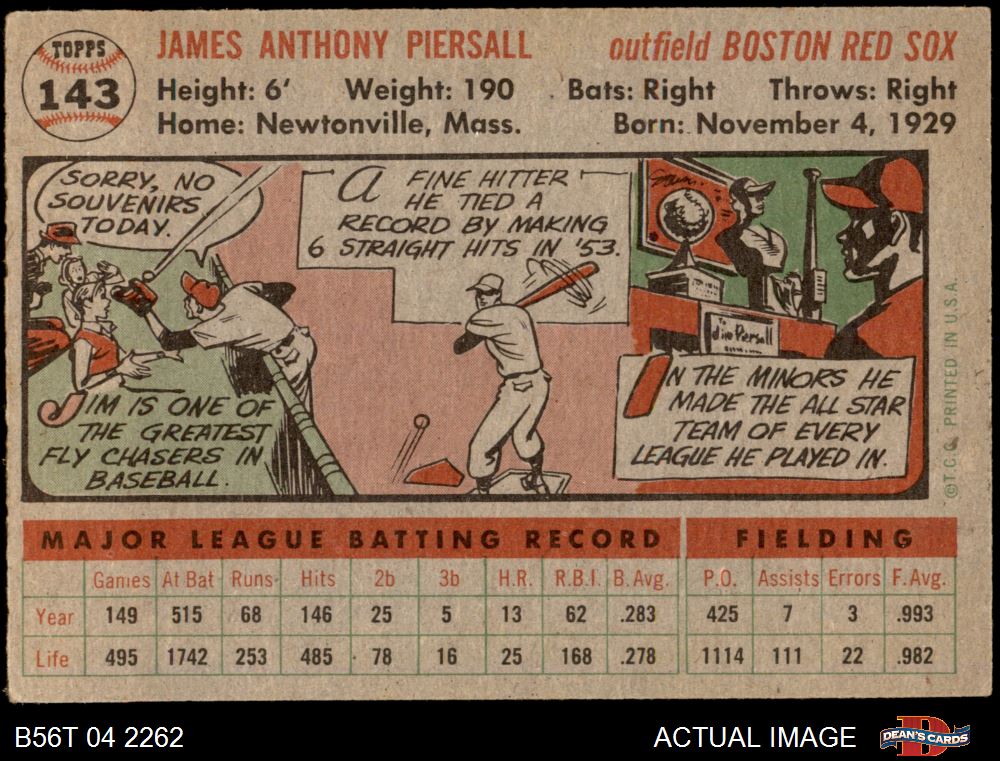 TOPPS
143
JAMES ANTHONY PIERSALL
outfield BOSTON RED SOX
Height: 6' Weight: 190 Bats: Right Throws: Right
Home: Newtonville, Mass. Born: November 4, 1929
SORRY, NO
SOUVENIRS
TODAY.
JIM IS ONE OF
THE GREATEST
FLY CHASERS IN
BASEBALL.
A FINE HITTER
HE TIED A
RECORD BY MAKING
6 STRAIGHT HITS IN '53.
To
Jim Piersall
IN THE MINORS HE
MADE THE ALL STAR
TEAM OF EVERY
LEAGUE HE PLAYED IN.
©T.C.G. PRINTED IN U.S.A.
MAJOR LEAGUE BATTING RECORD FIELDING
Games At Bat Runs Hits 2b 3b H.R. R.B.I. B. Avg. P.O. Assists Errors F. Avg.
Year 149 515 68 146 25 5 13 62 .283 425 7 3 .993
Life 495 1742 253 485 78 16 25 168 .278 1114 111 22 .982
B56T 04 2262 ACTUAL IMAGE
DEAN'S CARDS